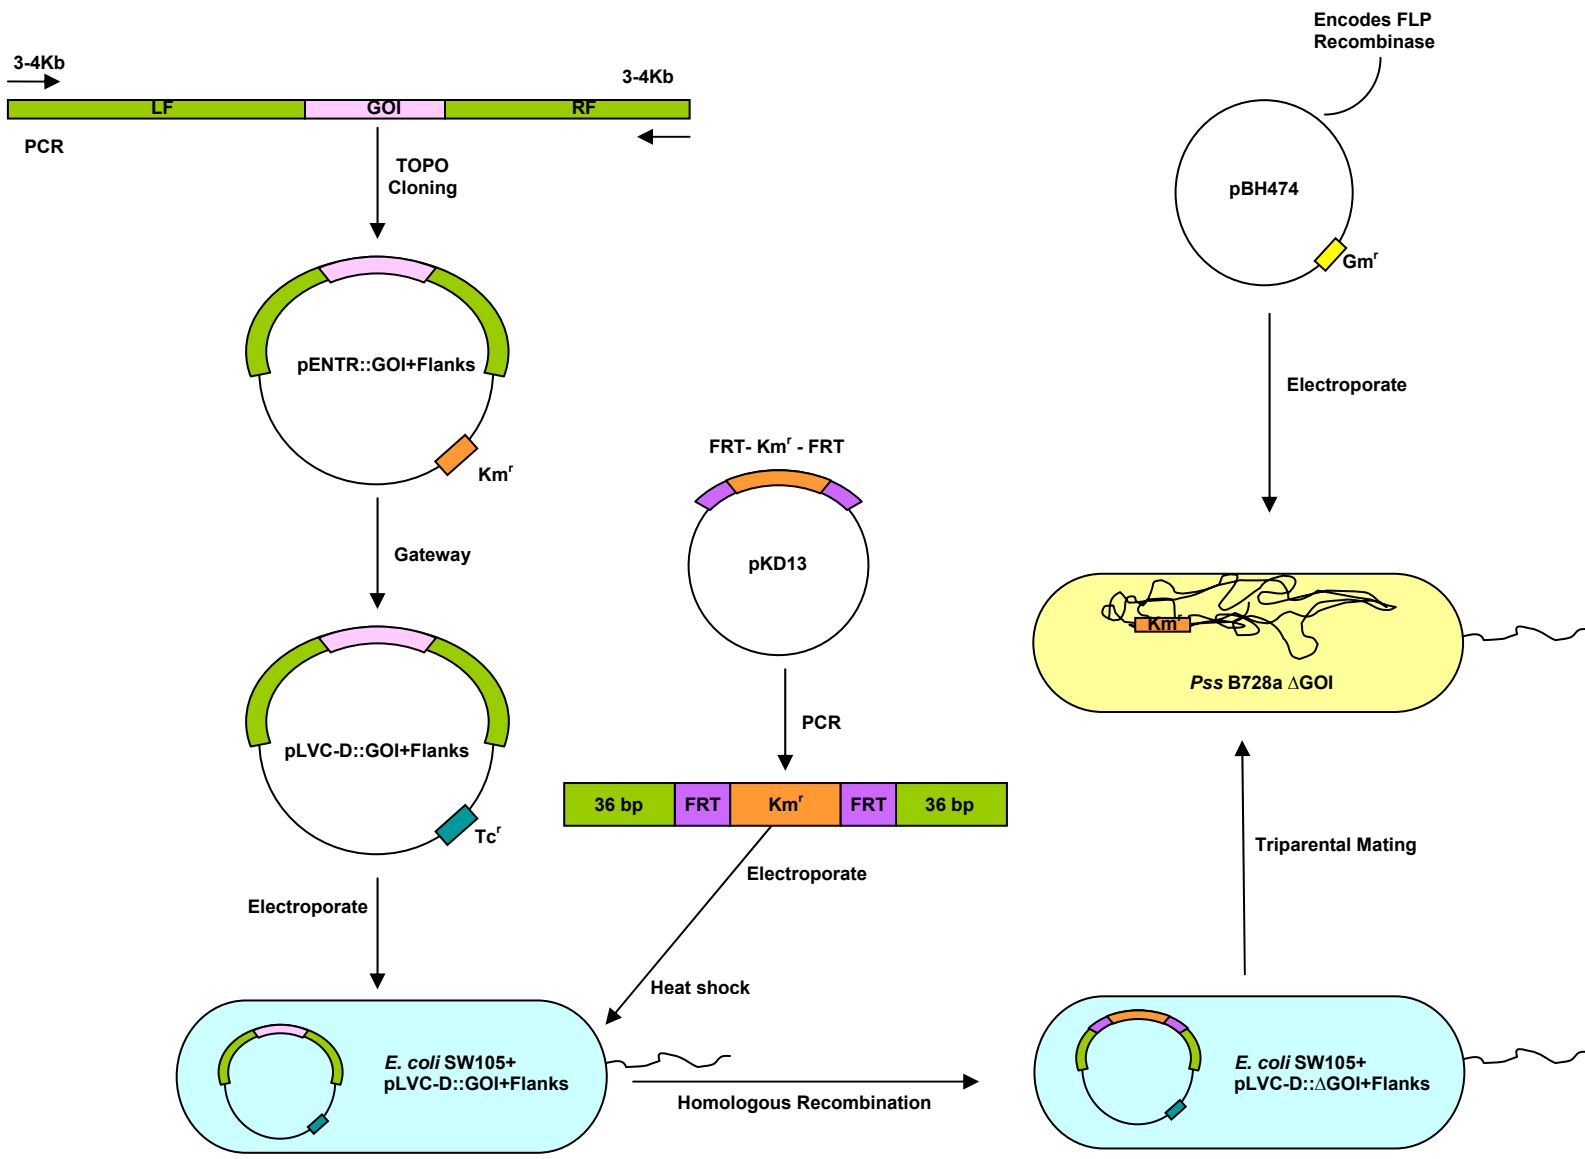 3-4Kb
3-4Kb
LF GOI RF
PCR
TOPO
Cloning
pENTR::GOI+Flanks
Kmʳ
Gateway
pLVC-D::GOI+Flanks
Tcʳ
Electroporate
FRT- Kmʳ - FRT
pKD13
PCR
36 bp FRT Kmʳ FRT 36 bp
Electroporate
Heat shock
E. coli SW105+
pLVC-D::GOI+Flanks
Homologous Recombination
E. coli SW105+
pLVC-D::∆GOI+Flanks
Triparental Mating
Encodes FLP
Recombinase
pBH474
Gmʳ
Electroporate
Kmʳ
Pss B728a ∆GOI